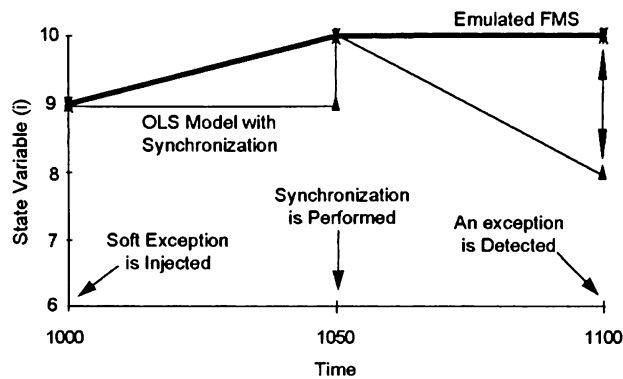 Emulated FMS
10
9
8
7
6
State Variable (i)
OLS Model with
Synchronization
Soft Exception
is Injected
Synchronization
is Performed
An exception
is Detected
1000
1050
1100
Time